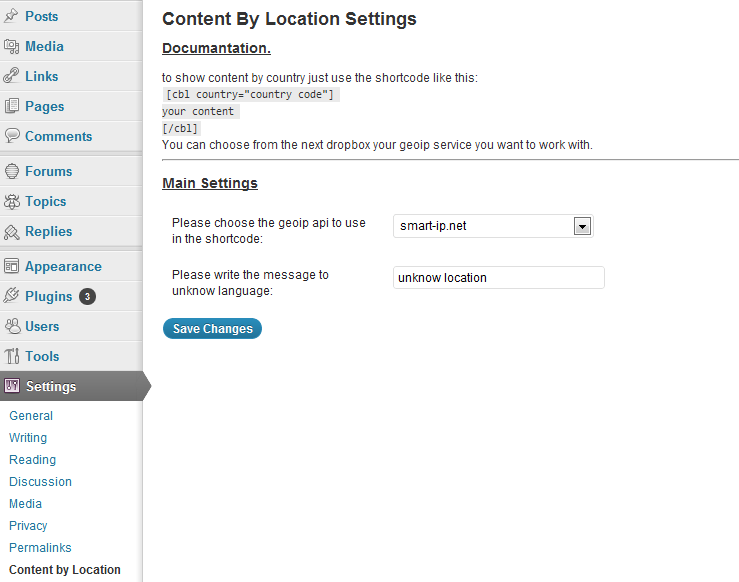 Posts
Media
Links
Pages
Comments
Forums
Topics
Replies
Appearance
Plugins 3
Users
Tools
Settings
General
Writing
Reading
Discussion
Media
Privacy
Permalinks
Content by Location
Content By Location Settings
Documantation.
to show content by country just use the shortcode like this:
[cbl country="country code"]
your content
[/cbl]
You can choose from the next dropbox your geoip service you want to work with.
Main Settings
Please choose the geoip api to use
in the shortcode:
smart-ip.net
Please write the message to
unknow language:
unknow location
Save Changes